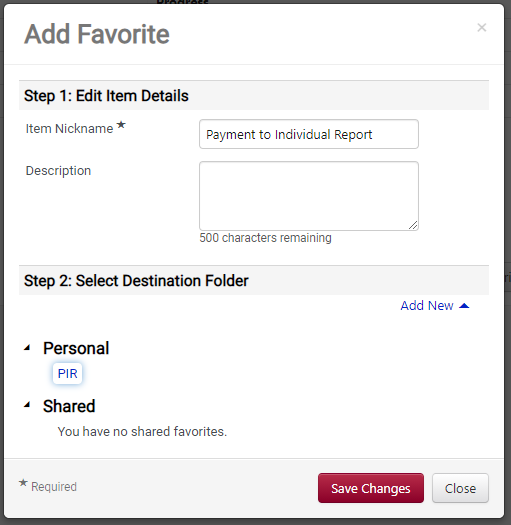 Progress
Add Favorite ×
Step 1: Edit Item Details
Item Nickname ★ Payment to Individual Report
Description
500 characters remaining
Step 2: Select Destination Folder
Add New
Personal
PIR
Shared
You have no shared favorites.
★ Required Save Changes Close